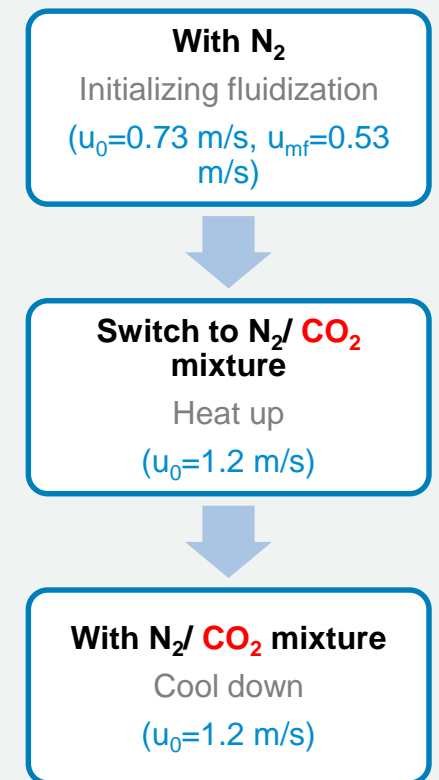 With N₂
Initializing fluidization
(u₀=0.73 m/s, uₘf=0.53
m/s)
Switch to N₂/ CO₂
mixture
Heat up
(u₀=1.2 m/s)
With N₂/ CO₂ mixture
Cool down
(u₀=1.2 m/s)